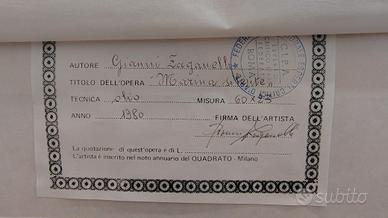 AUTORE Gianni Zaganelli
TITOLO DELL'OPERA "Marina
TECNICA olio MISURA 60x25
ANNO 1980 FIRMA DELL'ARTISTA
La quotazione di quest'opera è di L.
L'artista è inscritto nel noto annuario del QUADRATO - Milano
subito